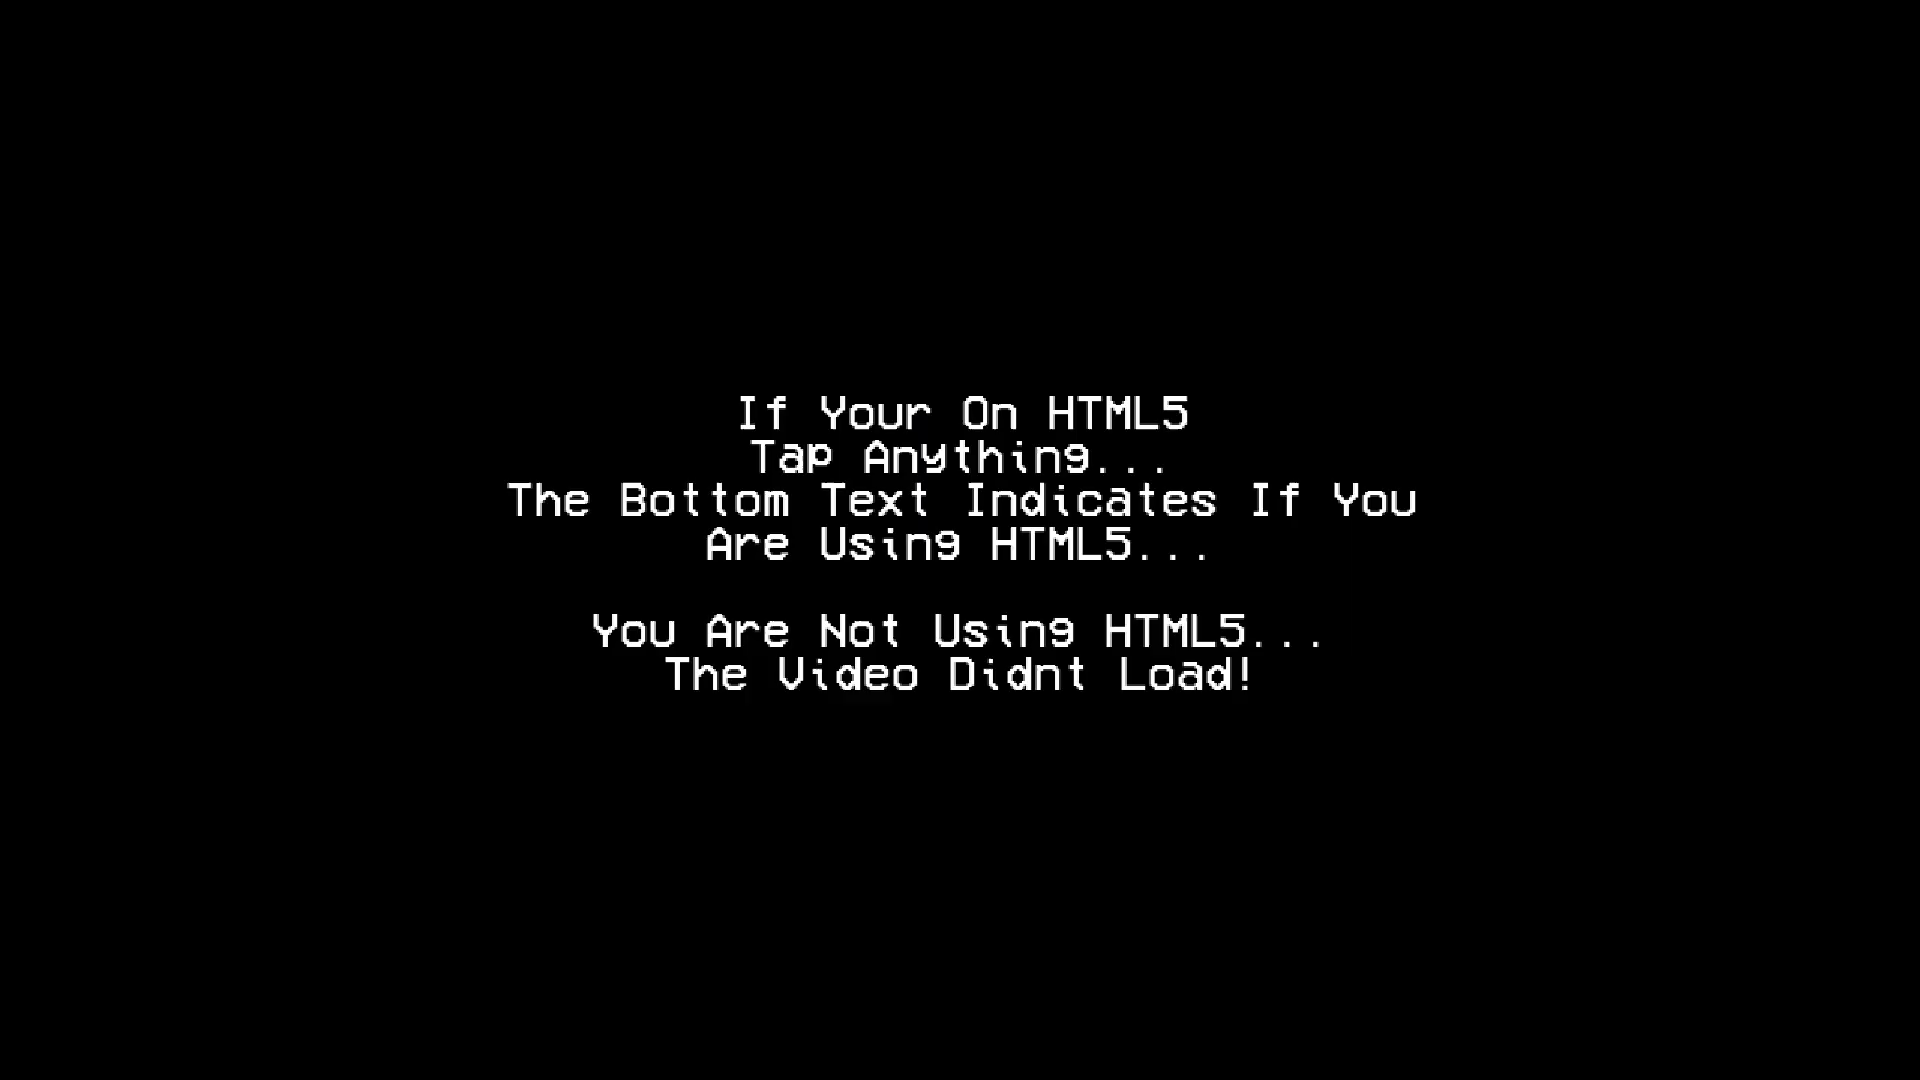 If Your On HTML5
Tap Anything...
The Bottom Text Indicates If You
Are Using HTML5...
You Are Not Using HTML5...
The Video Didnt Load!